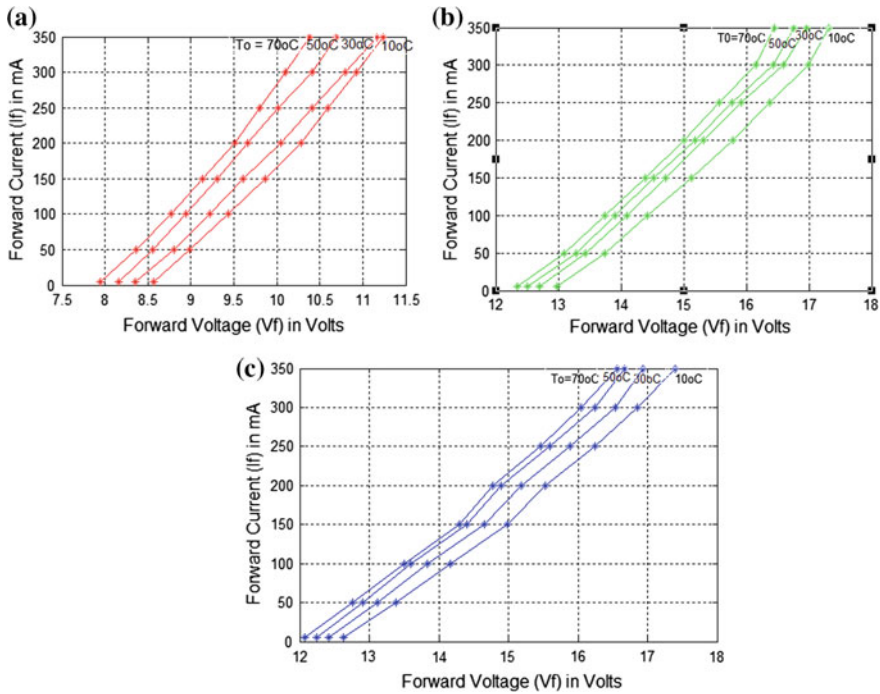 (a)
350
300
250
200
150
100
50
0
Forward Current (If) in mA
To = 70oC 50oC 30oC 10oC
7.5 8 8.5 9 9.5 10 10.5 11 11.5
Forward Voltage (Vf) in Volts
(b)
350
300
250
200
150
100
50
0
Forward Current (If) in mA
T0=70oC 50oC 30oC 10oC
12 13 14 15 16 17 18
Forward Voltage (Vf) in Volts
(c)
350
300
250
200
150
100
50
0
Forward Current (If) in mA
To=70oC 50oC 30oC 10oC
12 13 14 15 16 17 18
Forward Voltage (Vf) in Volts